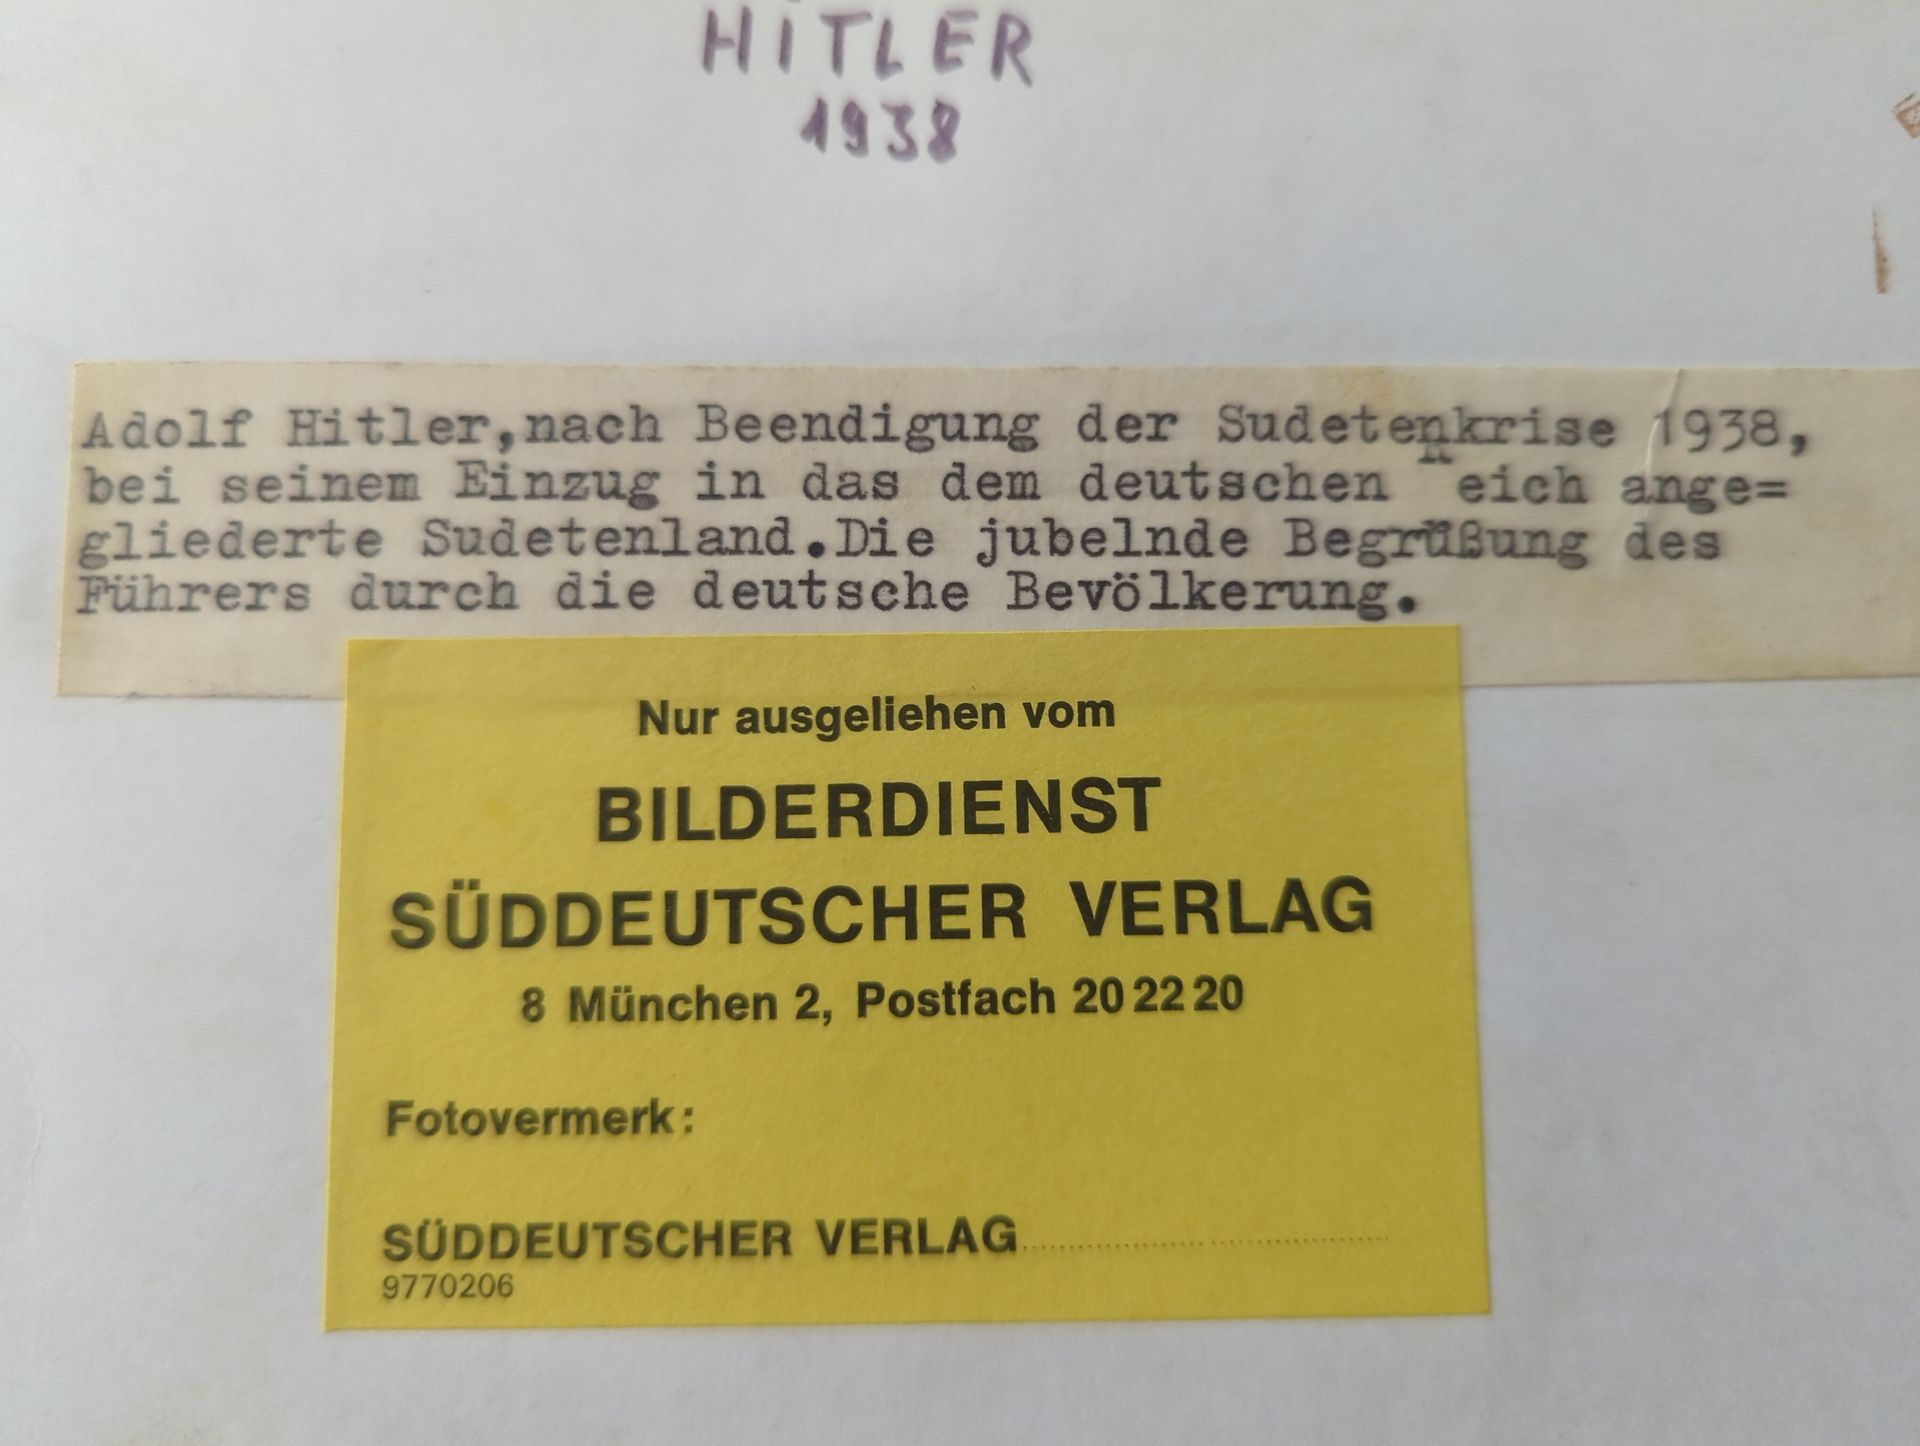 HiTLER
1938
Adolf Hitler,nach Beendigung der Sudetenkrise 1938,
bei seinem Einzug in das dem deutschen Reich ange=
gliederte Sudetenland.Die jubelnde Begrüßung des
Führers durch die deutsche Bevölkerung.
Nur ausgeliehen vom
BILDERDIENST
SÜDDEUTSCHER VERLAG
8 München 2, Postfach 20 22 20
Fotovermerk:
SÜDDEUTSCHER VERLAG
9770206